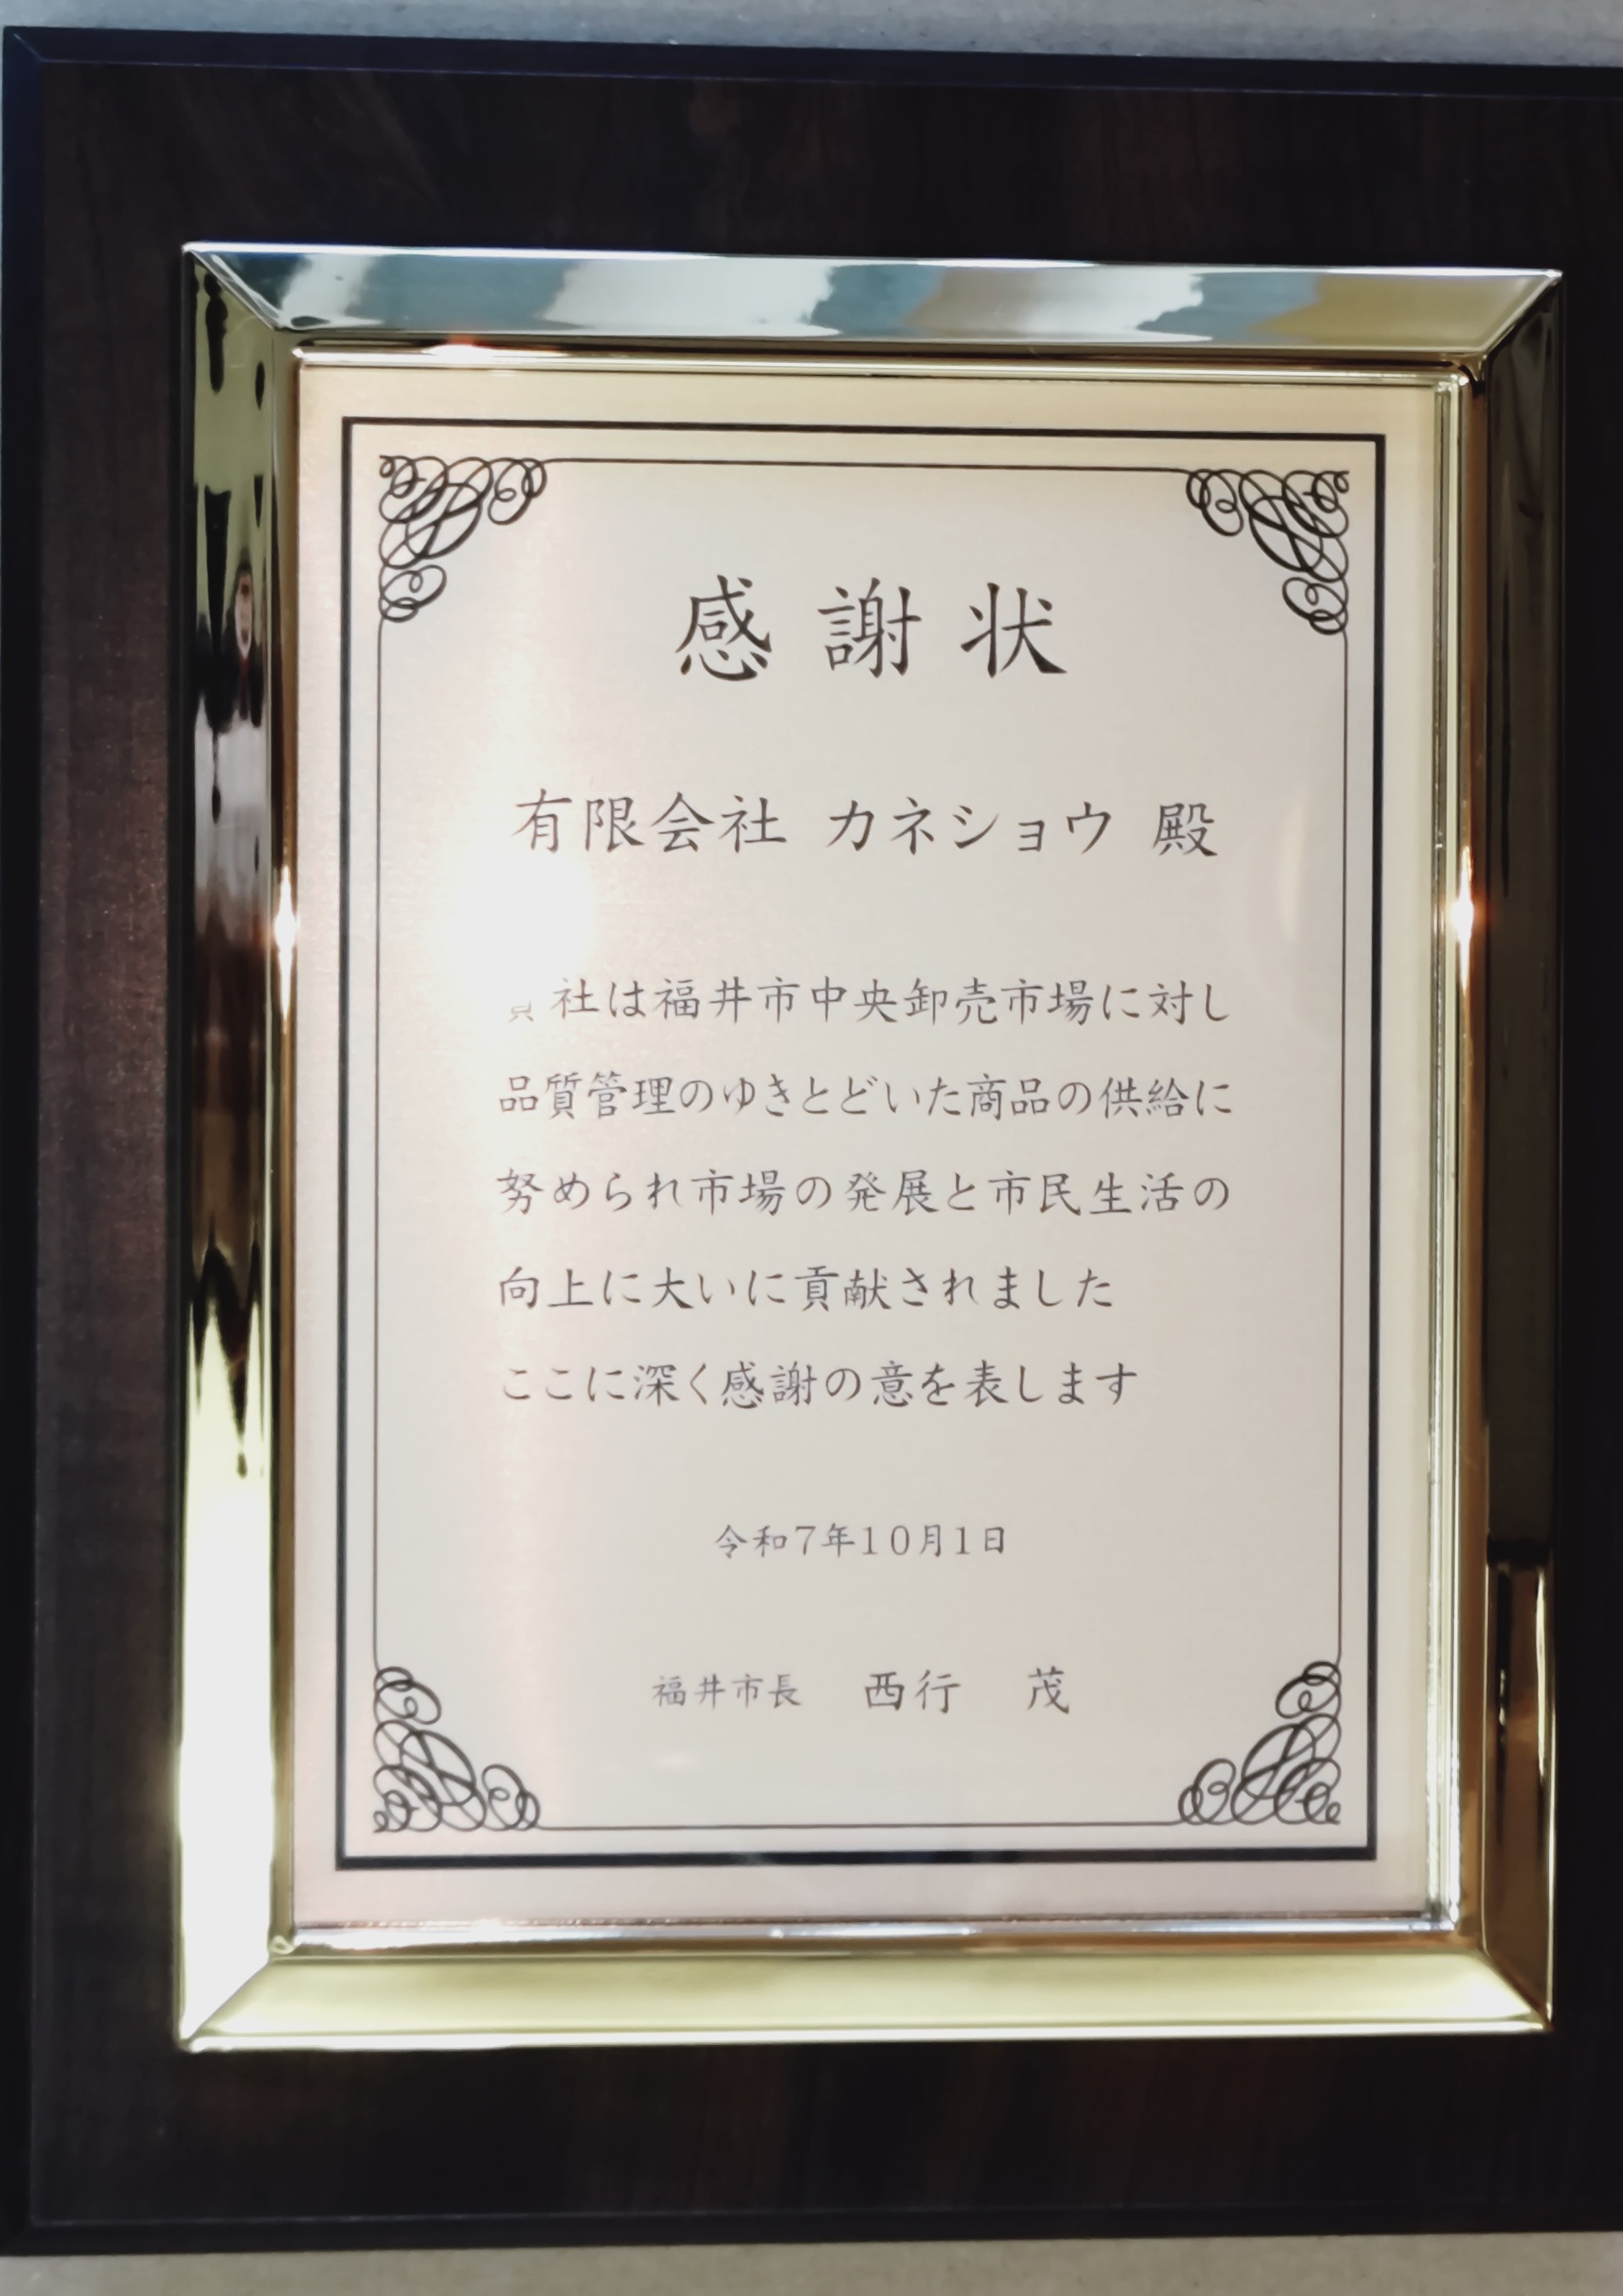 感謝状
有限会社 カネショウ 殿
貴社は福井市中央卸売市場に対し
品質管理のゆきとどいた商品の供給に
努められ市場の発展と市民生活の
向上に大いに貢献されました
ここに深く感謝の意を表します
令和7年10月1日
福井市長 西行 茂